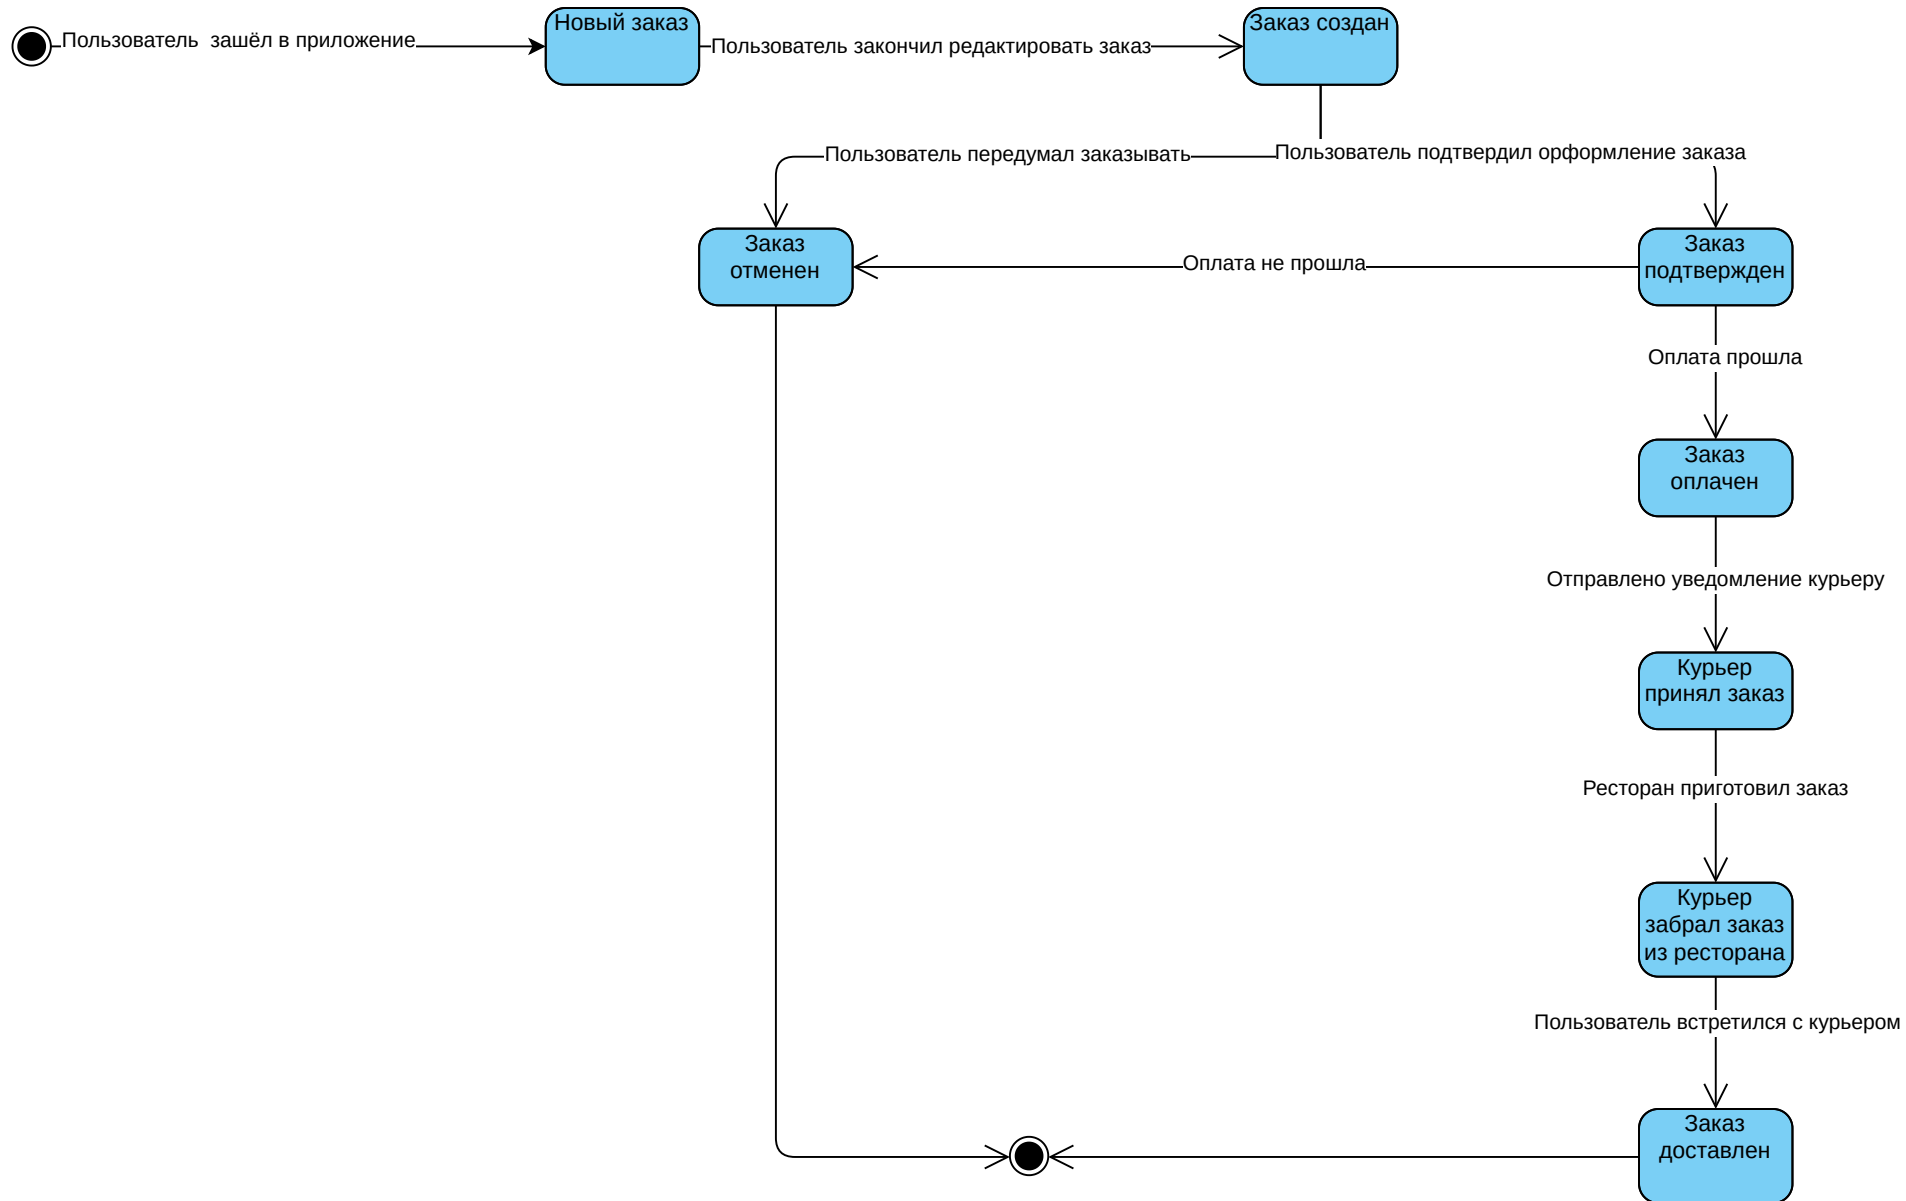 Пользователь  зашёл в приложение
Новый заказ
Пользователь закончил редактировать заказ
Заказ создан
Пользователь передумал заказывать
Пользователь подтвердил орформление заказа
Заказ
отменен
Оплата не прошла
Заказ
подтвержден
Оплата прошла
Заказ
оплачен
Отправлено уведомление курьеру
Курьер
принял заказ
Ресторан приготовил заказ
Курьер
забрал заказ
из ресторана
Пользователь встретился с курьером
Заказ
доставлен